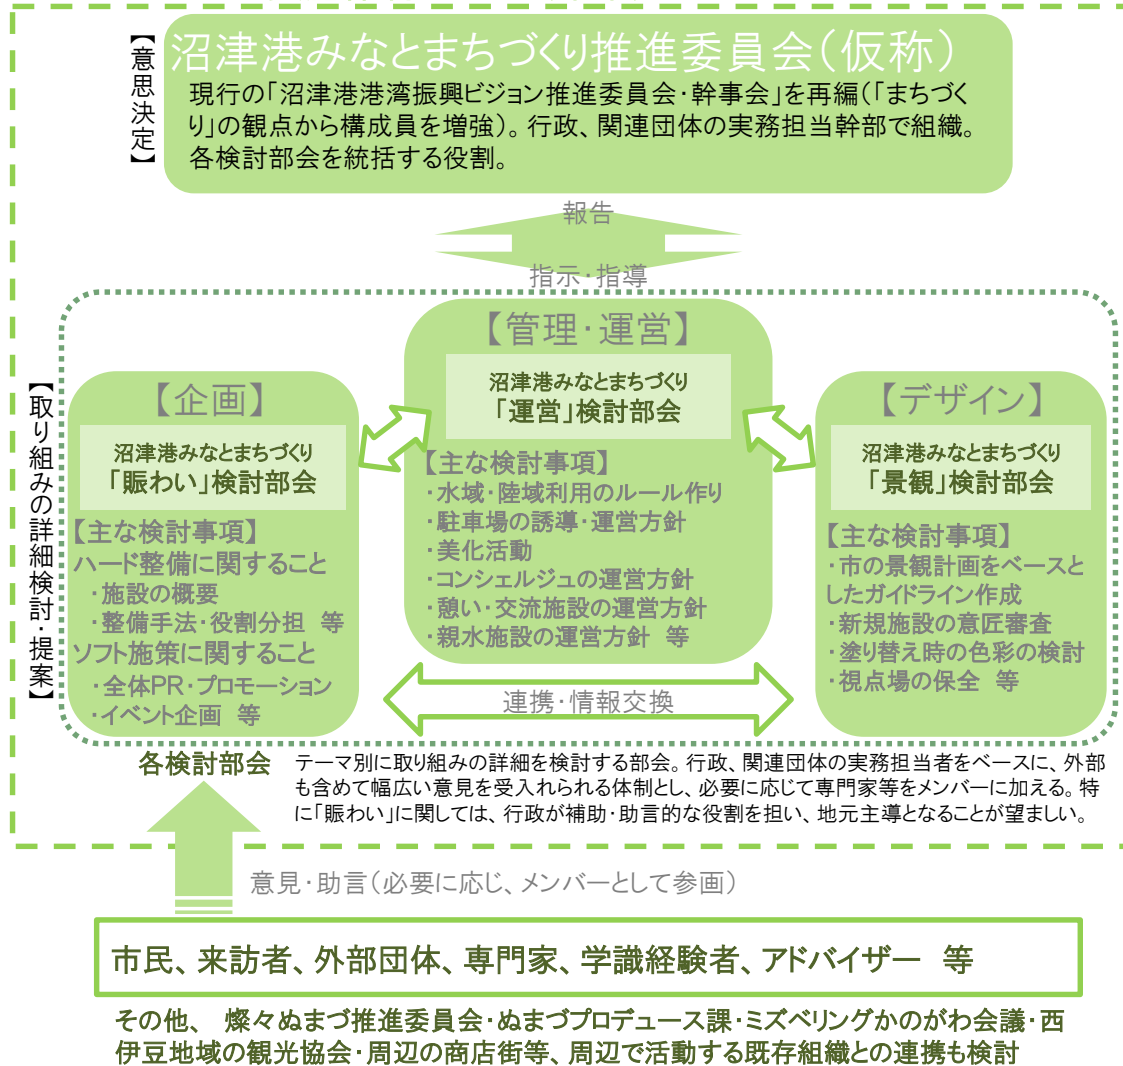 【意思決定】
沼津港みなとまちづくり推進委員会（仮称）
現行の「沼津港港湾振興ビジョン推進委員会・幹事会」を再編（「まちづく
り」の観点から構成員を増強）。行政、関連団体の実務担当幹部で組織。
各検討部会を統括する役割。
報告
指示・指導
【取り組みの詳細検討・提案】
【企画】
沼津港みなとまちづくり
「賑わい」検討部会
【主な検討事項】
ハード整備に関すること
・施設の概要
・整備手法・役割分担　等
ソフト施策に関すること
・全体PR・プロモーション
・イベント企画　等
【管理・運営】
沼津港みなとまちづくり
「運営」検討部会
【主な検討事項】
・水域・陸域利用のルール作り
・駐車場の誘導・運営方針
・美化活動
・コンシェルジュの運営方針
・憩い・交流施設の運営方針
・親水施設の運営方針　等
【デザイン】
沼津港みなとまちづくり
「景観」検討部会
【主な検討事項】
・市の景観計画をベースと
したガイドライン作成
・新規施設の意匠審査
・塗り替え時の色彩の検討
・視点場の保全　等
連携・情報交換
各検討部会
テーマ別に取り組みの詳細を検討する部会。行政、関連団体の実務担当者をベースに、外部
も含めて幅広い意見を受入れられる体制とし、必要に応じて専門家等をメンバーに加える。特
に「賑わい」に関しては、行政が補助・助言的な役割を担い、地元主導となることが望ましい。
意見・助言（必要に応じ、メンバーとして参画）
市民、来訪者、外部団体、専門家、学識経験者、アドバイザー　等
その他、　燦々ぬまづ推進委員会・ぬまづプロデュース課・ミズベリングかのがわ会議・西
伊豆地域の観光協会・周辺の商店街等、周辺で活動する既存組織との連携も検討